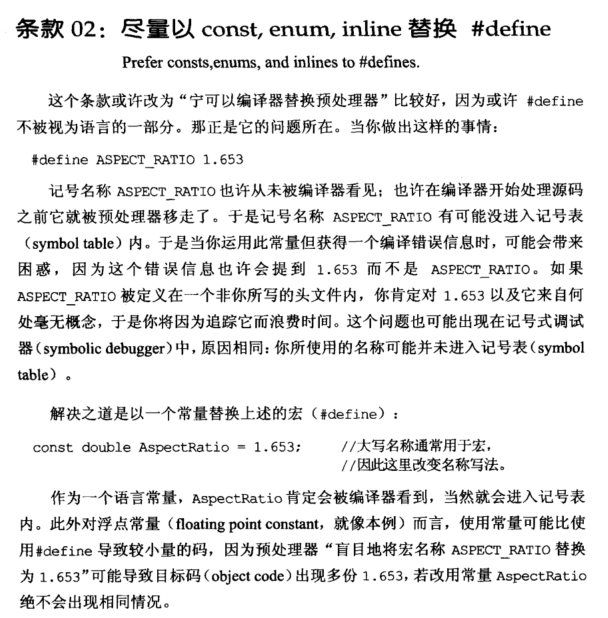 条款 02：尽量以 const, enum, inline 替换 #define
Prefer consts,enums, and inlines to #defines.
这个条款或许改为“宁可以编译器替换预处理器”比较好，因为或许 #define
不被视为语言的一部分。那正是它的问题所在。当你做出这样的事情：
#define ASPECT_RATIO 1.653
记号名称 ASPECT_RATIO 也许从未被编译器看见；也许在编译器开始处理源码
之前它就被预处理器移走了。于是记号名称 ASPECT_RATIO 有可能没进入记号表
（symbol table）内。于是当你运用此常量但获得一个编译错误信息时，可能会带来
困惑，因为这个错误信息也许会提到 1.653 而不是 ASPECT_RATIO。如果
ASPECT_RATIO 被定义在一个非你所写的头文件内，你肯定对 1.653 以及它来自何
处毫无概念，于是你将因为追踪它而浪费时间。这个问题也可能出现在记号式调试
器（symbolic debugger）中，原因相同：你所使用的名称可能并未进入记号表（symbol
table）。
解决之道是以一个常量替换上述的宏（#define）：
const double AspectRatio = 1.653; //大写名称通常用于宏，
//因此这里改变名称写法。
作为一个语言常量，AspectRatio 肯定会被编译器看到，当然就会进入记号表
内。此外对浮点常量（floating point constant，就像本例）而言，使用常量可能比使
用#define 导致较小量的码，因为预处理器“盲目地将宏名称 ASPECT_RATIO 替换
为 1.653”可能导致目标码（object code）出现多份 1.653，若改用常量 AspectRatio
绝不会出现相同情况。